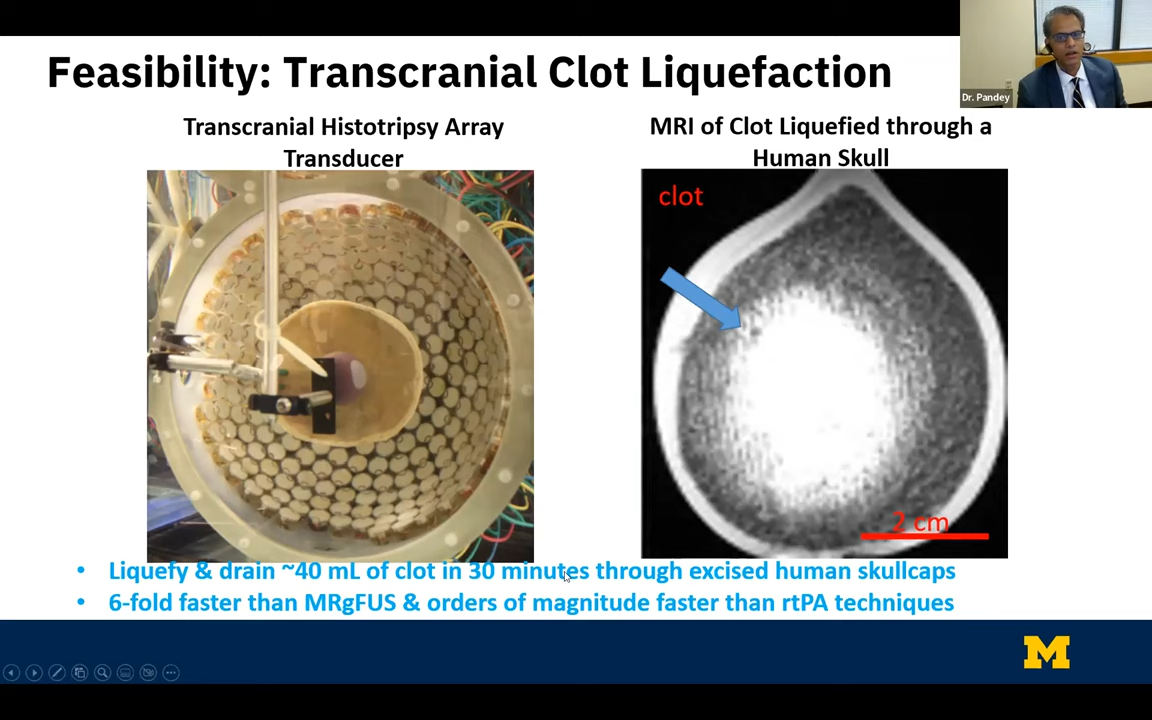 Feasibility: Transcranial Clot Liquefaction
Dr. Pandey
Transcranial Histotripsy Array
Transducer
MRI of Clot Liquefied through a
Human Skull
clot
2 cm
• Liquefy & drain ~40 mL of clot in 30 minutes through excised human skullcaps
• 6-fold faster than MRgFUS & orders of magnitude faster than rtPA techniques
M